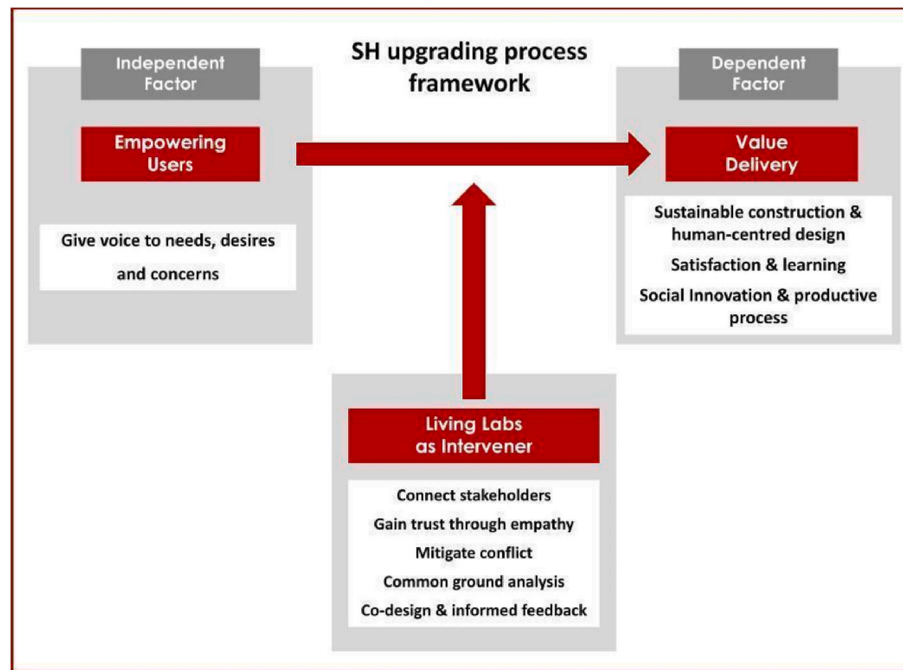 SH upgrading process
framework
Independent
Factor
Empowering
Users
Give voice to needs, desires
and concerns
Dependent
Factor
Value
Delivery
Sustainable construction &
human-centred design
Satisfaction & learning
Social Innovation & productive
process
Living Labs
as Intervener
Connect stakeholders
Gain trust through empathy
Mitigate conflict
Common ground analysis
Co-design & informed feedback